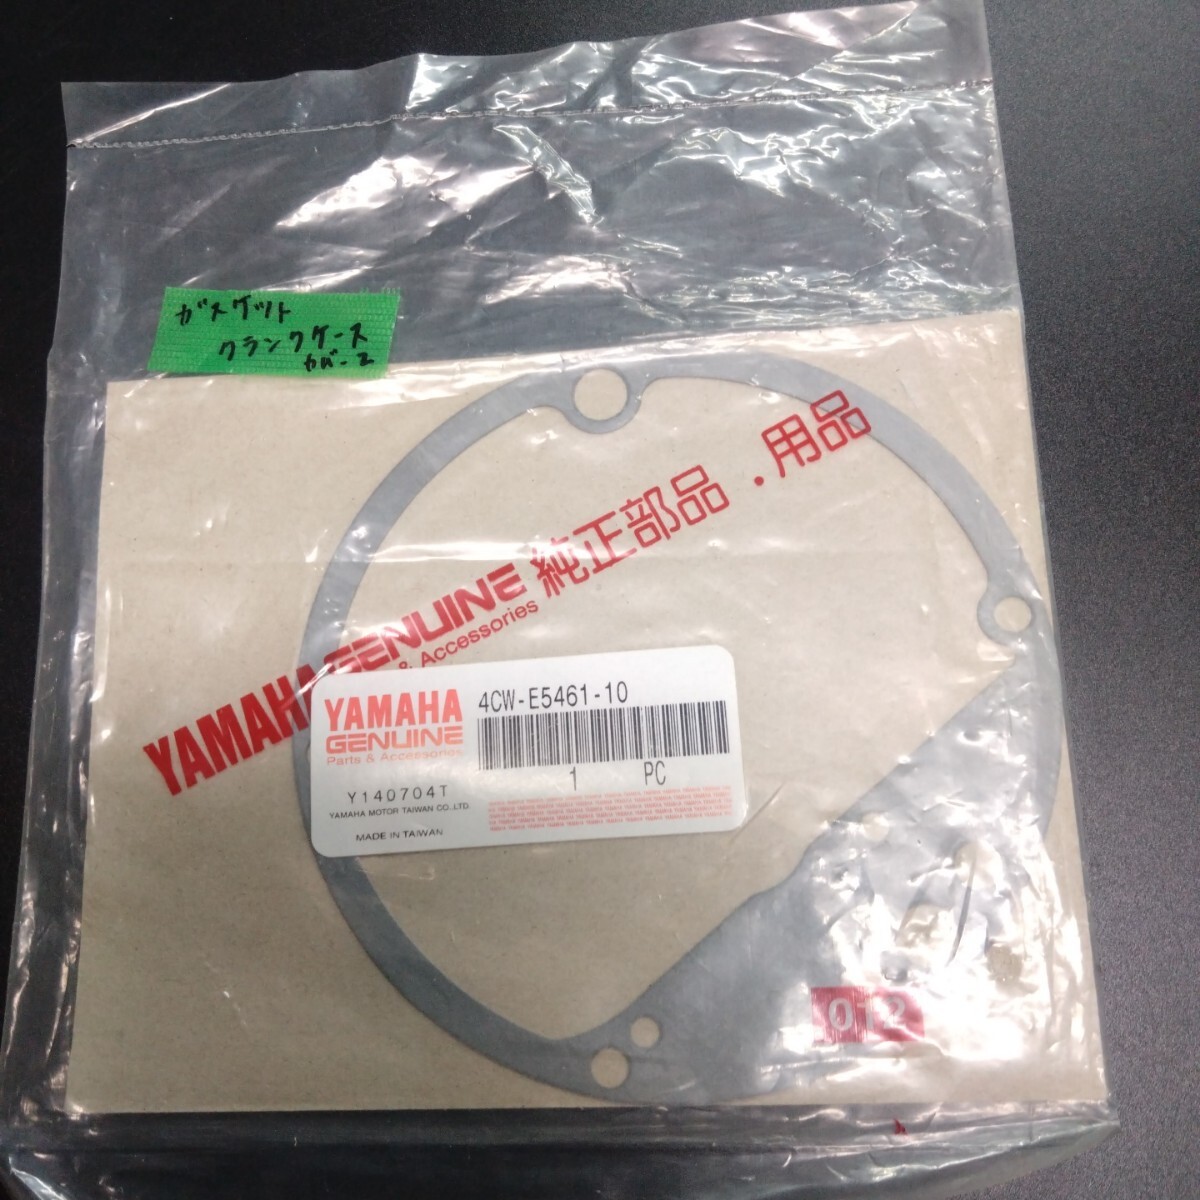 ガスケット
クランクケース
カバー2
YAMAHA GENUINE 純正部品.用品
& Accessories
YAMAHA
GENUINE
Parts & Accessories
4CW-E5461-10
1 PC
Y140704T
YAMAHA MOTOR TAIWAN CO.,LTD.
MADE IN TAIWAN
012